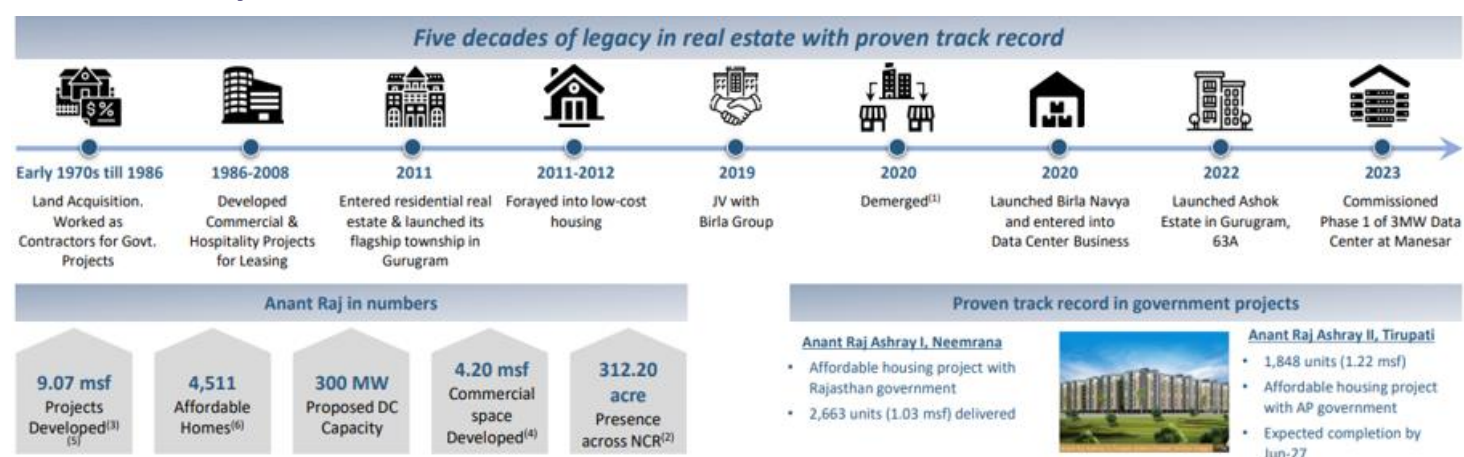 Five decades of legacy in real estate with proven track record
$%
Early 1970s till 1986
Land Acquisition.
Worked as
Contractors for Govt.
Projects
1986-2008
Developed
Commercial &
Hospitality Projects
for Leasing
2011
Entered residential real
estate & launched its
flagship township in
Gurugram
2011-2012
Forayed into low-cost
housing
2019
JV with
Birla Group
2020
Demerged(1)
2020
Launched Birla Navya
and entered into
Data Center Business
2022
Launched Ashok
Estate in Gurugram,
63A
2023
Commissioned
Phase 1 of 3MW Data
Center at Manesar
Anant Raj in numbers
9.07 msf
Projects
Developed(3)
(5)
4,511
Affordable
Homes(6)
300 MW
Proposed DC
Capacity
4.20 msf
Commercial
space
Developed(4)
312.20
acre
Presence
across NCR(2)
Proven track record in government projects
Anant Raj Ashray I, Neemrana
• Affordable housing project with
Rajasthan government
• 2,663 units (1.03 msf) delivered
Anant Raj Ashray II, Tirupati
• 1,848 units (1.22 msf)
• Affordable housing project
with AP government
• Expected completion by
Jun-27